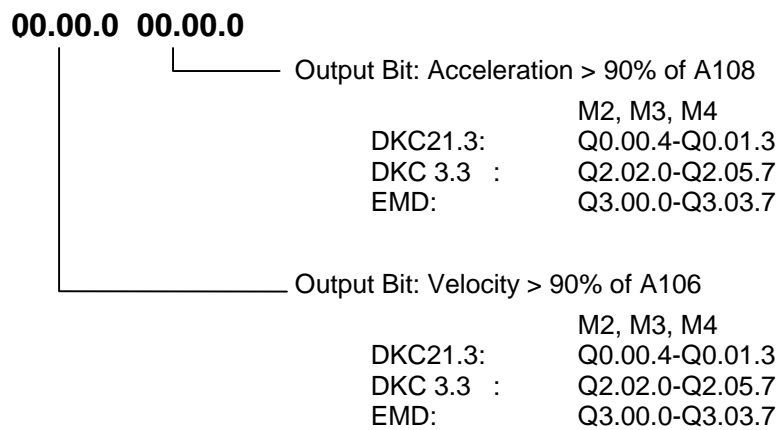 00.00.0 00.00.0
Output Bit: Acceleration > 90% of A108
M2, M3, M4
DKC21.3: Q0.00.4-Q0.01.3
DKC 3.3 : Q2.02.0-Q2.05.7
EMD: Q3.00.0-Q3.03.7
Output Bit: Velocity > 90% of A106
M2, M3, M4
DKC21.3: Q0.00.4-Q0.01.3
DKC 3.3 : Q2.02.0-Q2.05.7
EMD: Q3.00.0-Q3.03.7